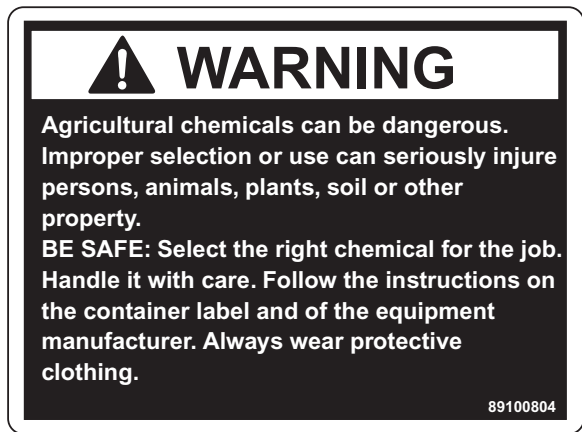 WARNING
Agricultural chemicals can be dangerous.
Improper selection or use can seriously injure
persons, animals, plants, soil or other
property.
BE SAFE: Select the right chemical for the job.
Handle it with care. Follow the instructions on
the container label and of the equipment
manufacturer. Always wear protective
clothing.
89100804